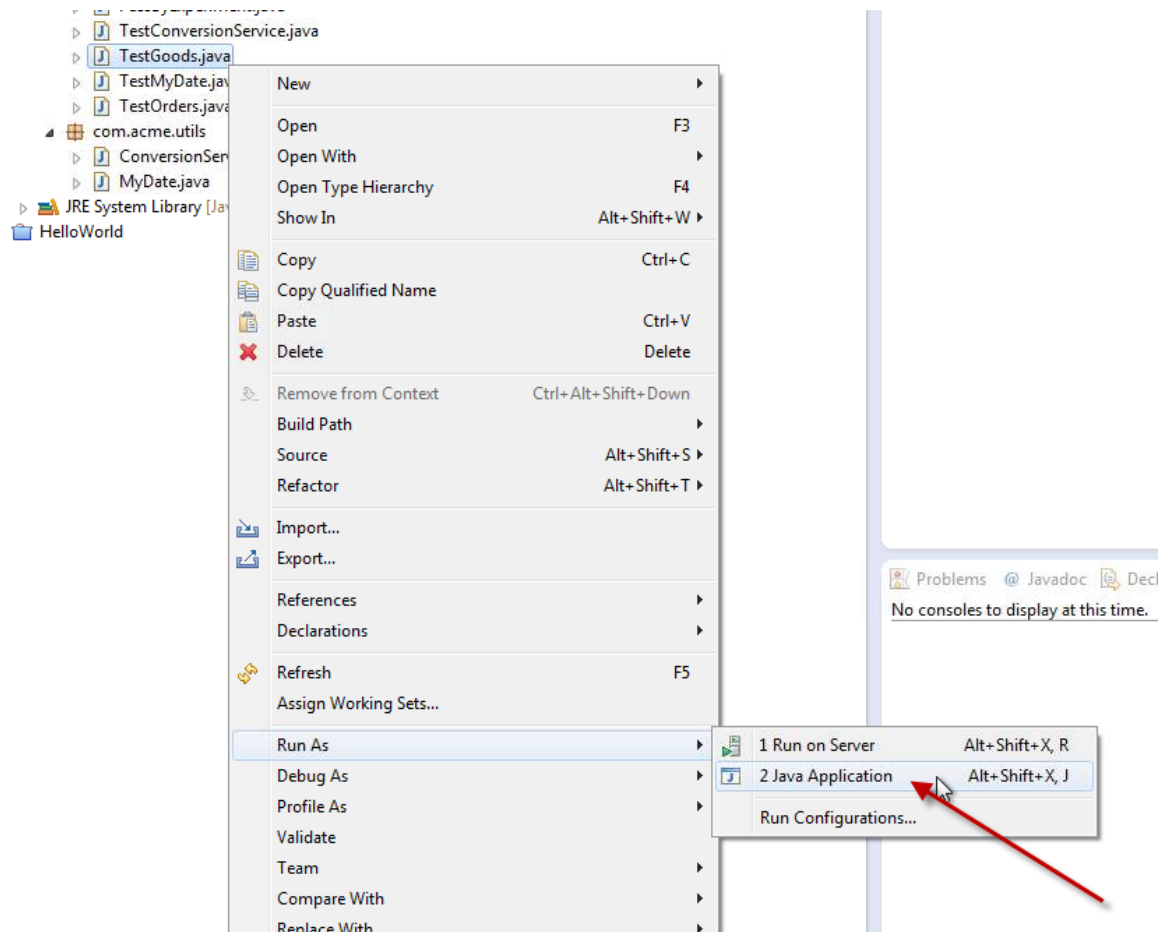 TestConversionService.java
TestGoods.java
TestMyDate.jav
TestOrders.java
com.acme.utils
ConversionSer
MyDate.java
JRE System Library [Ja
HelloWorld
New
Open F3
Open With
Open Type Hierarchy F4
Show In Alt+Shift+W
Copy Ctrl+C
Copy Qualified Name
Paste Ctrl+V
Delete Delete
Remove from Context Ctrl+Alt+Shift+Down
Build Path
Source Alt+Shift+S
Refactor Alt+Shift+T
Import...
Export...
References
Declarations
Refresh F5
Assign Working Sets...
Run As
Debug As
Profile As
Validate
Team
Compare With
Replace With
1 Run on Server Alt+Shift+X, R
2 Java Application Alt+Shift+X, J
Run Configurations...
Problems @ Javadoc Decl
No consoles to display at this time.